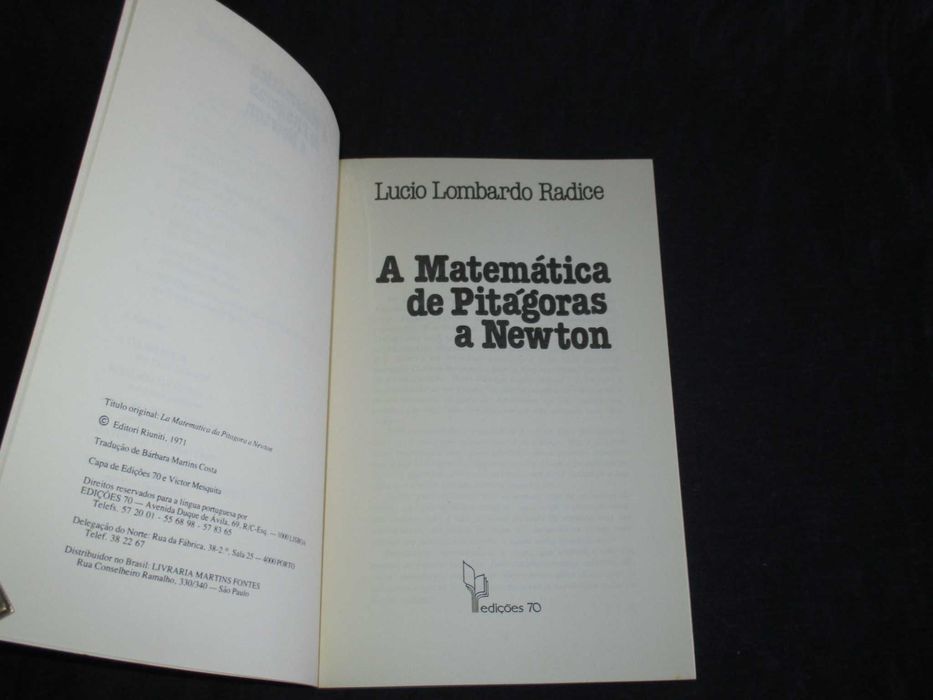 Título original: La Matematica da Pitagora a Newton
© Editori Riuniti, 1971
Tradução de Bárbara Martins Costa
Capa de Edições 70 e Victor Mesquita
Direitos reservados para a língua portuguesa por
EDIÇÕES 70 — Avenida Duque de Ávila, 69, R/C-Esq. — 1000 LISBOA
Telefs. 57 20 01 - 55 68 98 - 57 83 65
Delegação do Norte: Rua da Fábrica, 38-2.º, Sala 25 — 4000 PORTO
Telef. 38 22 67
Distribuidor no Brasil: LIVRARIA MARTINS FONTES
Rua Conselheiro Ramalho, 330/340 — São Paulo
Lucio Lombardo Radice
A Matemática
de Pitágoras
a Newton
edições 70